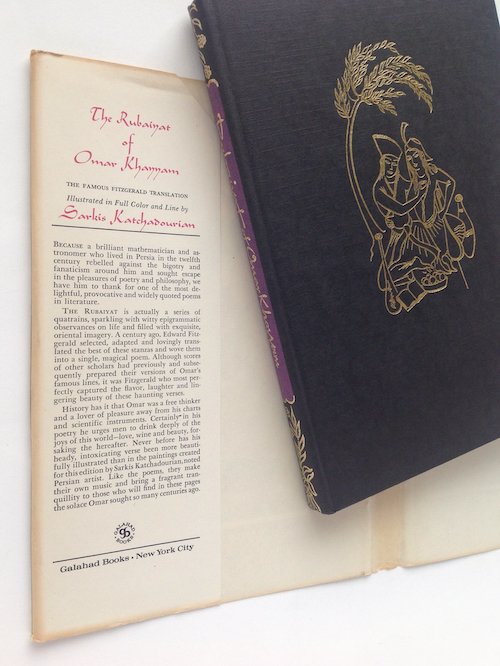 The Rubaiyat
of
Omar Khayyam
THE FAMOUS FITZGERALD TRANSLATION
Illustrated in Full Color and Line by
Sarkis Katchadourian
BECAUSE a brilliant mathematician and as-
tronomer who lived in Persia in the twelfth
century rebelled against the bigotry and
fanaticism around him and sought escape
in the pleasures of poetry and philosophy, we
have him to thank for one of the most de-
lightful, provocative and widely quoted poems
in literature.
THE RUBAIYAT is actually a series of
quatrains, sparkling with witty epigrammatic
observances on life and filled with exquisite,
oriental imagery. A century ago, Edward Fitz-
gerald selected, adapted and lovingly trans-
lated the best of these stanzas and wove them
into a single, magical poem. Although scores
of other scholars had previously and subse-
quently prepared their versions of Omar's
famous lines, it was Fitzgerald who most per-
fectly captured the flavor, laughter and lin-
gering beauty of these haunting verses.
History has it that Omar was a free thinker
and a lover of pleasure away from his charts
and scientific instruments. Certainly in his
poetry he urges men to drink deeply of the
joys of this world—love, wine and beauty, for-
saking the hereafter. Never before has his
heady, intoxicating verse been more beauti-
fully illustrated than in the paintings created
for this edition by Sarkis Katchadourian, noted
Persian artist. Like the poems, they make
their own music and bring a fragrant tran-
quillity to those who will find in these pages
the solace Omar sought so many centuries ago.
GALAHAD
gb
BOOKS
Galahad Books • New York City